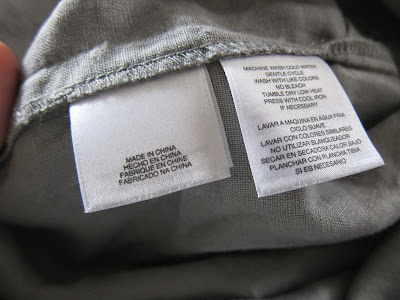 MADE IN CHINA
HECHO EN CHINA
FABRIQUE EN CHINE
FABRICADO NA CHINA
MACHINE WASH COLD WATER
GENTLE CYCLE
WASH WITH LIKE COLORS
NO BLEACH
TUMBLE DRY LOW HEAT
PRESS WITH COOL IRON
IF NECESSARY
LAVAR A MAQUINA EN AGUA FRIA
CICLO SUAVE
LAVAR CON COLORES SIMILARES
NO UTILIZAR BLANQUEADOR
SECAR EN SECADORA CALOR BAJO
PLANCHAR CON PLANCHA TIBIA
SI ES NECESARIO